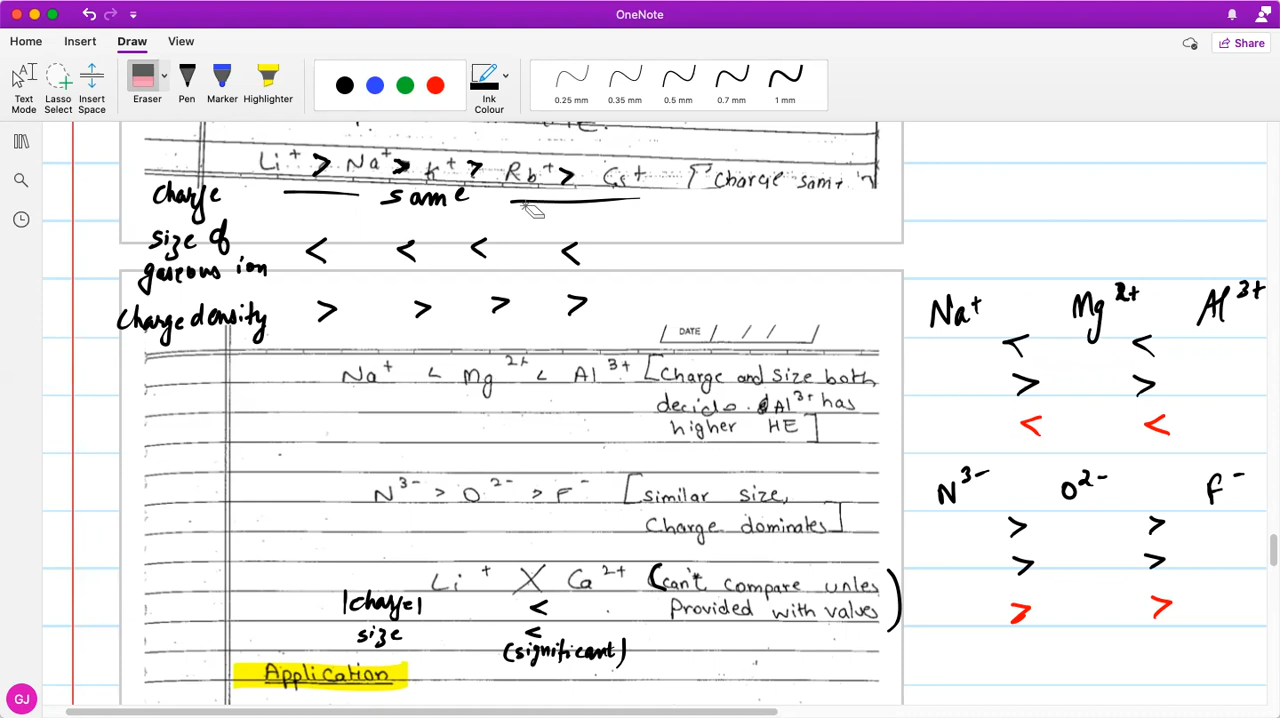 OneNote
Home Insert Draw View
Share
Text Mode
Lasso Select
Insert Space
Eraser
Pen
Marker
Highlighter
Ink Colour
0.25 mm 0.35 mm 0.5 mm 0.7 mm 1 mm
HE.
Li+ > Na+ > K+ > Rb+ > Cs+ [Charge same
charge same
size of
gaseous ion < < < <
Charge density > > > >
DATE / / /
Na+ < Mg2+ < Al3+ [Charge and size both
decide. Al3+ has
higher HE]
N3- > O2- > F- [similar size,
Charge dominates]
Li+ X Ca2+ (can't compare unles
Provided with values)
|charge| <
size <
(significant)
Application
Na+ Mg2+ Al3+
< <
> >
< <
N3- O2- F-
> >
> >
> >
GJ